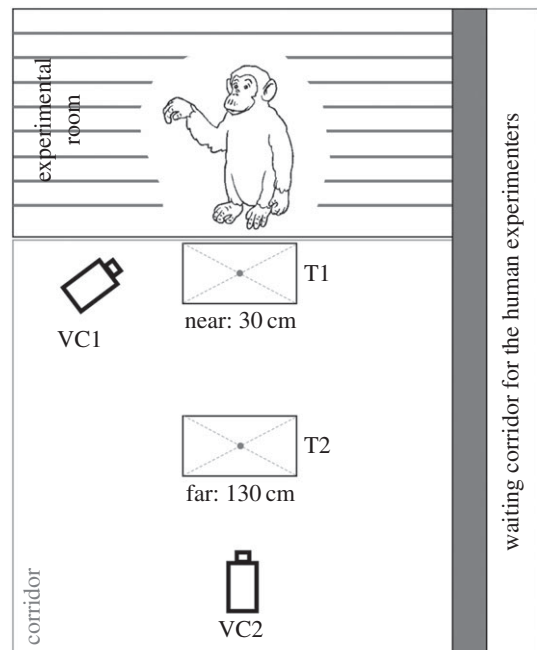 experimental
room
T1
near: 30 cm
VC1
T2
far: 130 cm
VC2
corridor
waiting corridor for the human experimenters